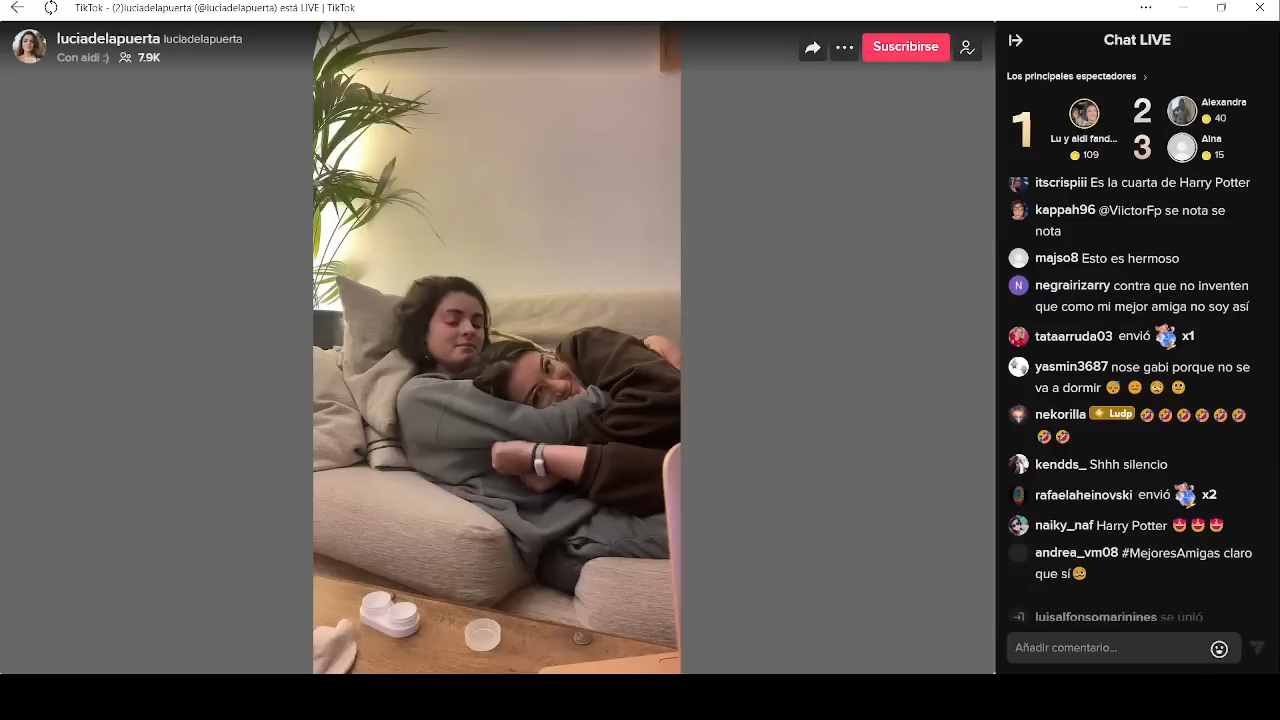 TikTok - (2)luciadelapuerta (@luciadelapuerta) está LIVE | TikTok
luciadelapuerta luciadelapuerta
Con aidi :) 7.9K
Suscribirse
Chat LIVE
Los principales espectadores
1 Lu y aidi fand... 109
2 Alexandra 40
3 Aina 15
itscrispiii Es la cuarta de Harry Potter
kappah96 @ViictorFp se nota se
nota
majso8 Esto es hermoso
N
negrairizarry contra que no inventen
que como mi mejor amiga no soy así
tataarruda03 envió x1
yasmin3687 nose gabi porque no se
va a dormir 😴 😑 😥 😐
nekorilla Ludp 🤣 🤣 🤣 🤣 🤣 🤣
🤣 🤣
kendds_ Shhh silencio
rafaelaheinovski envió x2
naiky_naf Harry Potter 🤩 🤩 🤩
andrea_vm08 #MejoresAmigas claro
que sí🥺
luisalfonsomarinines se unió
Añadir comentario...